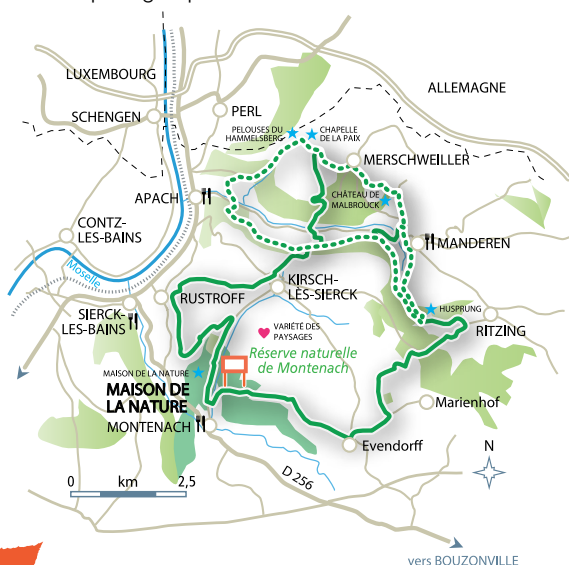 LUXEMBOURG
ALLEMAGNE
SCHENGEN
PERL
PELOUSES DU
HAMMELSBERG
CHAPELLE
DE LA PAIX
MERSCHWEILLER
APACH
CHÂTEAU DE
MALBROUCK
CONTZ-
LES-BAINS
MANDEREN
Moselle
KIRSCH-
LÈS-SIERCK
RUSTROFF
SIERCK-
LES-BAINS
HUSPRUNG
RITZING
VARIÉTÉ DES
PAYSAGES
Réserve naturelle
de Montenach
MAISON DE LA NATURE
MAISON DE
LA NATURE
Marienhof
MONTENACH
Evendorff
N
0 km 2,5
D 256
vers BOUZONVILLE